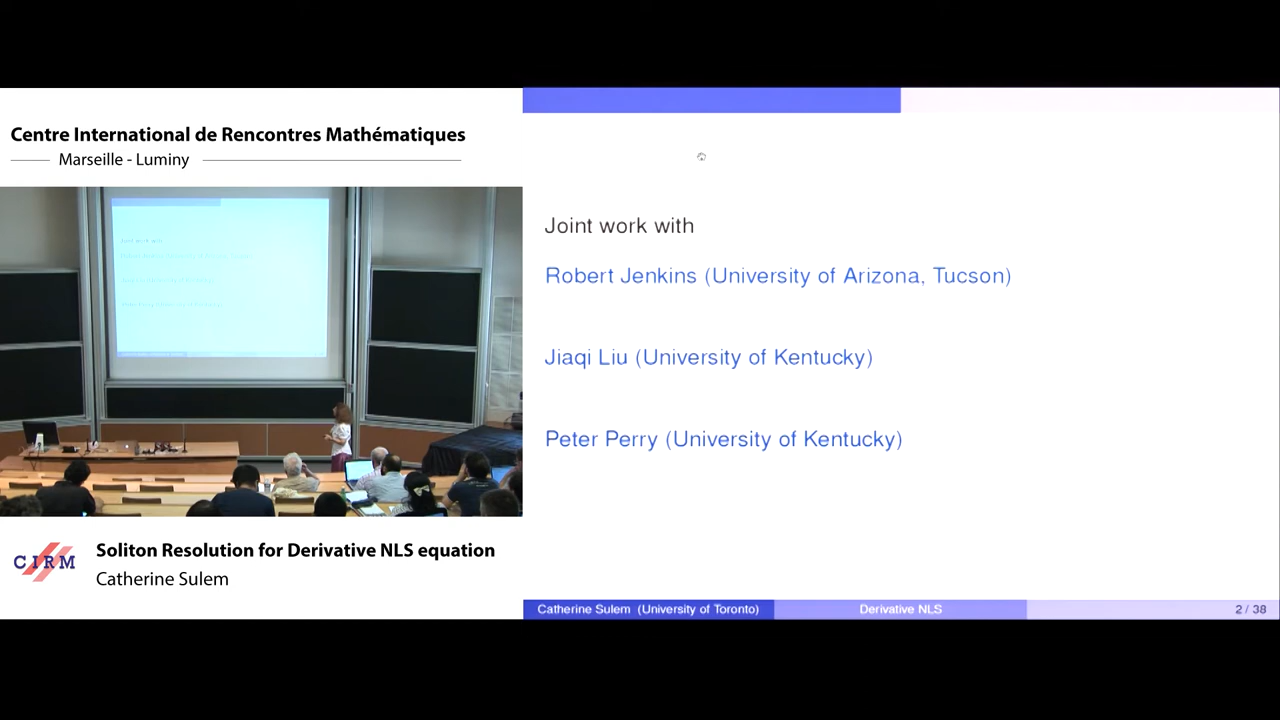 Centre International de Rencontres Mathématiques
Marseille - Luminy
Joint work with
Robert Jenkins (University of Arizona, Tucson)
Jiaqi Liu (University of Kentucky)
Peter Perry (University of Kentucky)
CIRM
Soliton Resolution for Derivative NLS equation
Catherine Sulem
Catherine Sulem (University of Toronto)
Derivative NLS
2 / 38